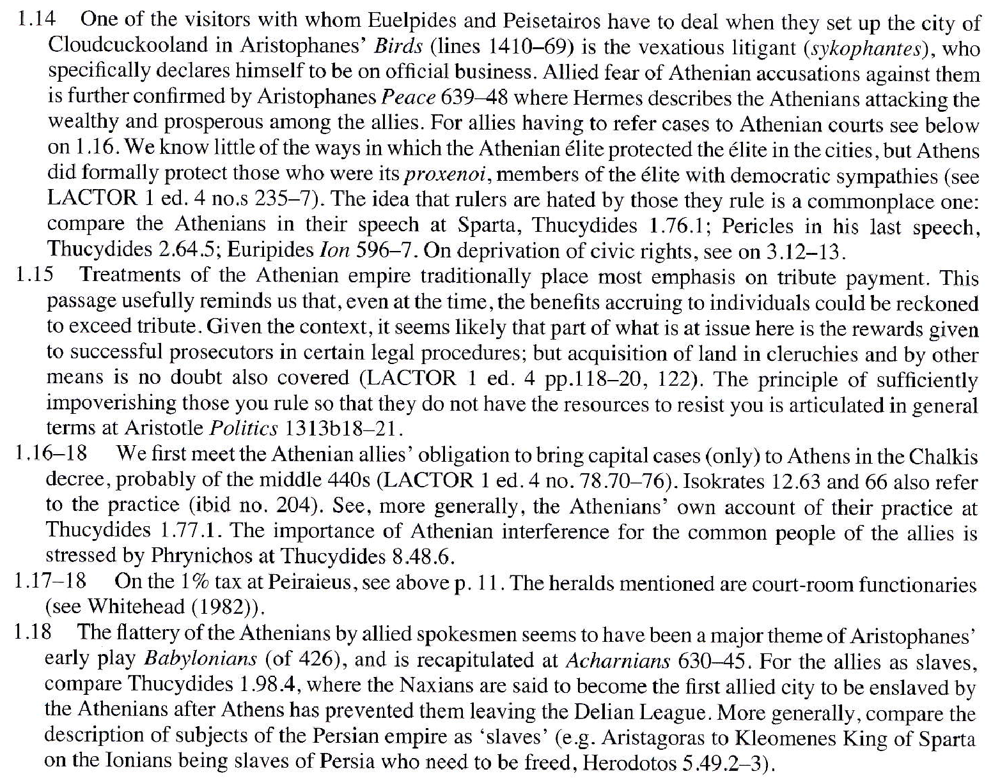 1.14 One of the visitors with whom Euelpides and Peisetairos have to deal when they set up the city of
Cloudcuckooland in Aristophanes’ Birds (lines 1410–69) is the vexatious litigant (sykophantes), who
specifically declares himself to be on official business. Allied fear of Athenian accusations against them
is further confirmed by Aristophanes Peace 639–48 where Hermes describes the Athenians attacking the
wealthy and prosperous among the allies. For allies having to refer cases to Athenian courts see below
on 1.16. We know little of the ways in which the Athenian élite protected the élite in the cities, but Athens
did formally protect those who were its proxenoi, members of the élite with democratic sympathies (see
LACTOR 1 ed. 4 no.s 235–7). The idea that rulers are hated by those they rule is a commonplace one:
compare the Athenians in their speech at Sparta, Thucydides 1.76.1; Pericles in his last speech,
Thucydides 2.64.5; Euripides Ion 596–7. On deprivation of civic rights, see on 3.12–13.
1.15 Treatments of the Athenian empire traditionally place most emphasis on tribute payment. This
passage usefully reminds us that, even at the time, the benefits accruing to individuals could be reckoned
to exceed tribute. Given the context, it seems likely that part of what is at issue here is the rewards given
to successful prosecutors in certain legal procedures; but acquisition of land in cleruchies and by other
means is no doubt also covered (LACTOR 1 ed. 4 pp.118–20, 122). The principle of sufficiently
impoverishing those you rule so that they do not have the resources to resist you is articulated in general
terms at Aristotle Politics 1313b18–21.
1.16–18 We first meet the Athenian allies’ obligation to bring capital cases (only) to Athens in the Chalkis
decree, probably of the middle 440s (LACTOR 1 ed. 4 no. 78.70–76). Isokrates 12.63 and 66 also refer
to the practice (ibid no. 204). See, more generally, the Athenians’ own account of their practice at
Thucydides 1.77.1. The importance of Athenian interference for the common people of the allies is
stressed by Phrynichos at Thucydides 8.48.6.
1.17–18 On the 1% tax at Peiraieus, see above p. 11. The heralds mentioned are court-room functionaries
(see Whitehead (1982)).
1.18 The flattery of the Athenians by allied spokesmen seems to have been a major theme of Aristophanes’
early play Babylonians (of 426), and is recapitulated at Acharnians 630–45. For the allies as slaves,
compare Thucydides 1.98.4, where the Naxians are said to become the first allied city to be enslaved by
the Athenians after Athens has prevented them leaving the Delian League. More generally, compare the
description of subjects of the Persian empire as ‘slaves’ (e.g. Aristagoras to Kleomenes King of Sparta
on the Ionians being slaves of Persia who need to be freed, Herodotos 5.49.2–3).